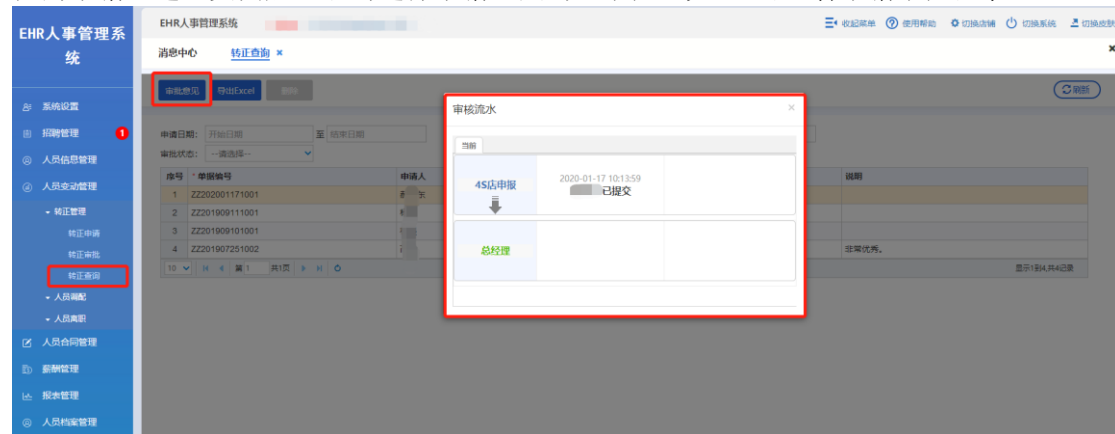 EHR人事管理系统
EHR人事管理系统
收起菜单
使用帮助
切换店铺
切换系统
切换皮肤
消息中心
转正查询 ×
×
审批意见
导出Excel
删除
刷新
系统设置
招聘管理 1
人员信息管理
人员变动管理
转正管理
转正申请
转正审批
转正查询
人员调配
人员离职
人员合同管理
薪酬管理
报表管理
人员档案管理
申请日期: 开始日期 至 结束日期
审批状态: --请选择--
序号 *单据编号 申请人 说明
1 ZZ202001171001
2 ZZ201909111001
3 ZZ201909101001
4 ZZ201907251002 非常优秀。
10 第 1 共1页
显示1到4,共4记录
审核流水 ×
当前
4S店申报
2020-01-17 10:13:59
已提交
总经理